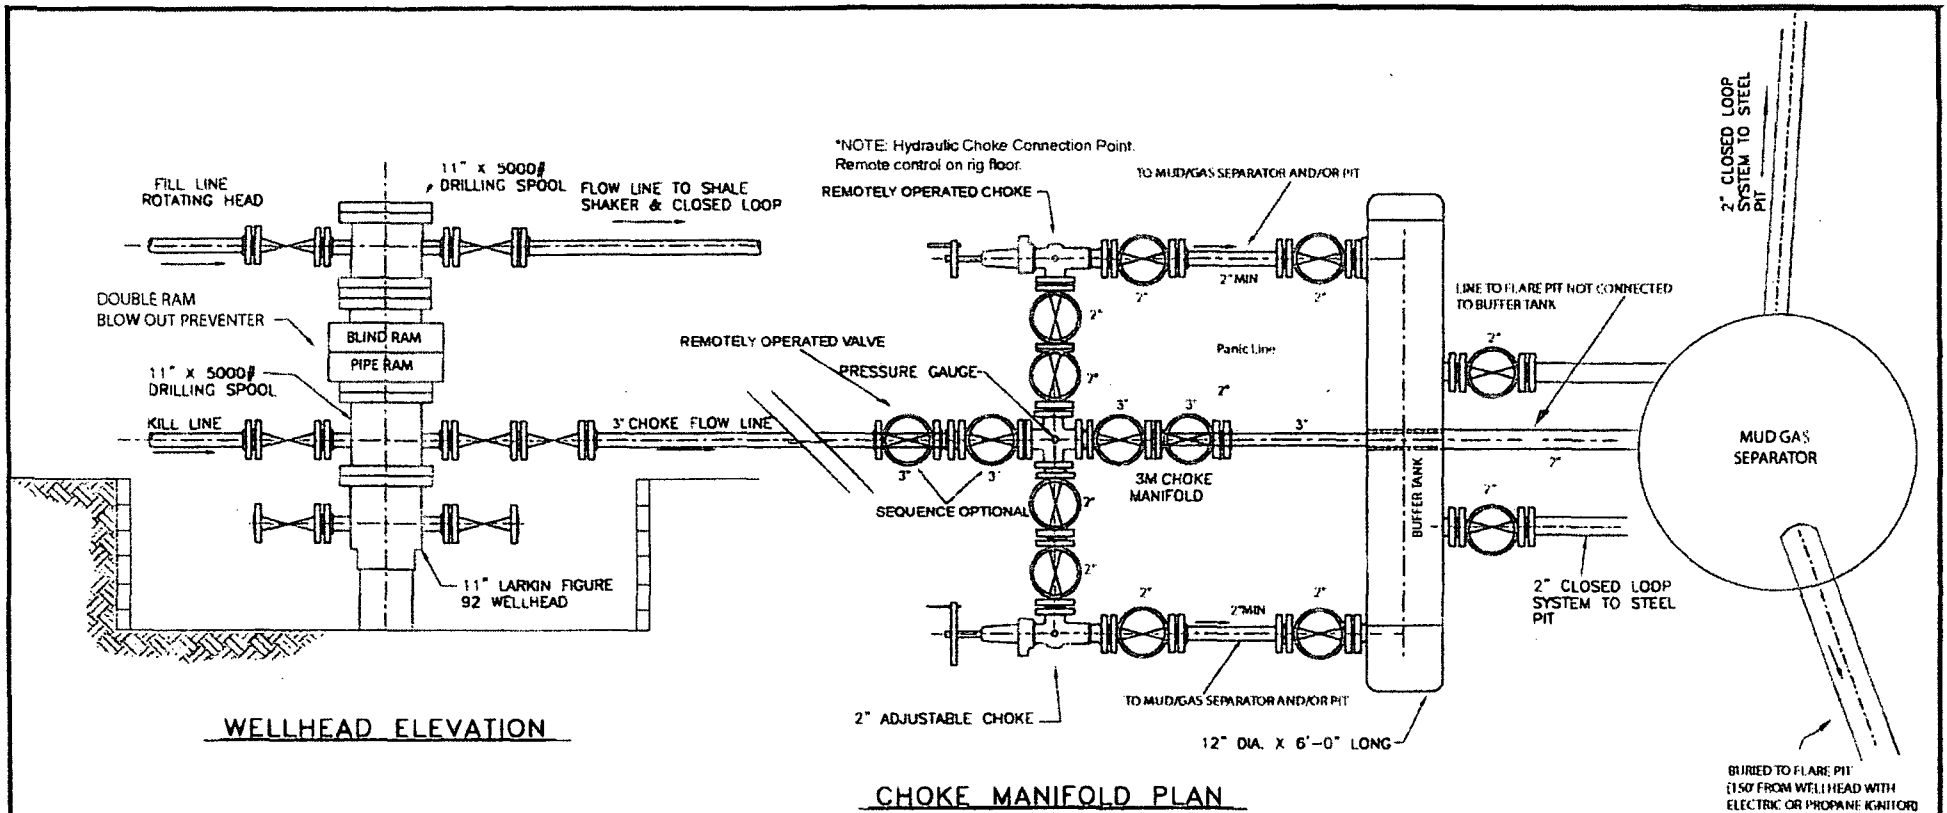 FILL LINE
ROTATING HEAD
11" X 5000#
DRILLING SPOOL
FLOW LINE TO SHALE
SHAKER & CLOSED LOOP
DOUBLE RAM
BLOW OUT PREVENTER
BLIND RAM
PIPE RAM
11" X 5000#
DRILLING SPOOL
KILL LINE
3" CHOKE FLOW LINE
11" LARKIN FIGURE
92 WELLHEAD
WELLHEAD ELEVATION
*NOTE: Hydraulic Choke Connection Point.
Remote control on rig floor.
REMOTELY OPERATED CHOKE
TO MUD/GAS SEPARATOR AND/OR PIT
2" MIN
2"
2"
2"
2"
REMOTELY OPERATED VALVE
PRESSURE GAUGE
Panic Line
2"
3"
3"
3"
3"
3"
SEQUENCE OPTIONAL
3M CHOKE
MANIFOLD
2"
2"
2"
2"MIN
2"
TO MUD/GAS SEPARATOR AND/OR PIT
2" ADJUSTABLE CHOKE
BUFFER TANK
12" DIA. X 6'-0" LONG
CHOKE MANIFOLD PLAN
2" CLOSED LOOP
SYSTEM TO STEEL
PIT
LINE TO FLARE PIT NOT CONNECTED
TO BUFFER TANK
2"
2"
2"
MUD GAS
SEPARATOR
2" CLOSED LOOP
SYSTEM TO STEEL
PIT
BURIED TO FLARE PIT
(150' FROM WELLHEAD WITH
ELECTRIC OR PROPANE IGNITOR)